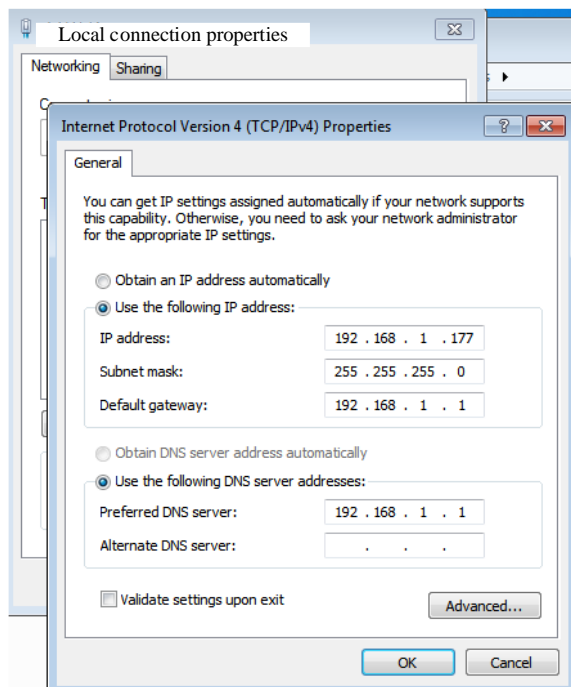 Local connection properties
Networking Sharing
Internet Protocol Version 4 (TCP/IPv4) Properties
General
You can get IP settings assigned automatically if your network supports
this capability. Otherwise, you need to ask your network administrator
for the appropriate IP settings.
Obtain an IP address automatically
Use the following IP address:
IP address: 192 . 168 . 1 . 177
Subnet mask: 255 . 255 . 255 . 0
Default gateway: 192 . 168 . 1 . 1
Obtain DNS server address automatically
Use the following DNS server addresses:
Preferred DNS server: 192 . 168 . 1 . 1
Alternate DNS server: . . .
Validate settings upon exit
Advanced...
OK Cancel